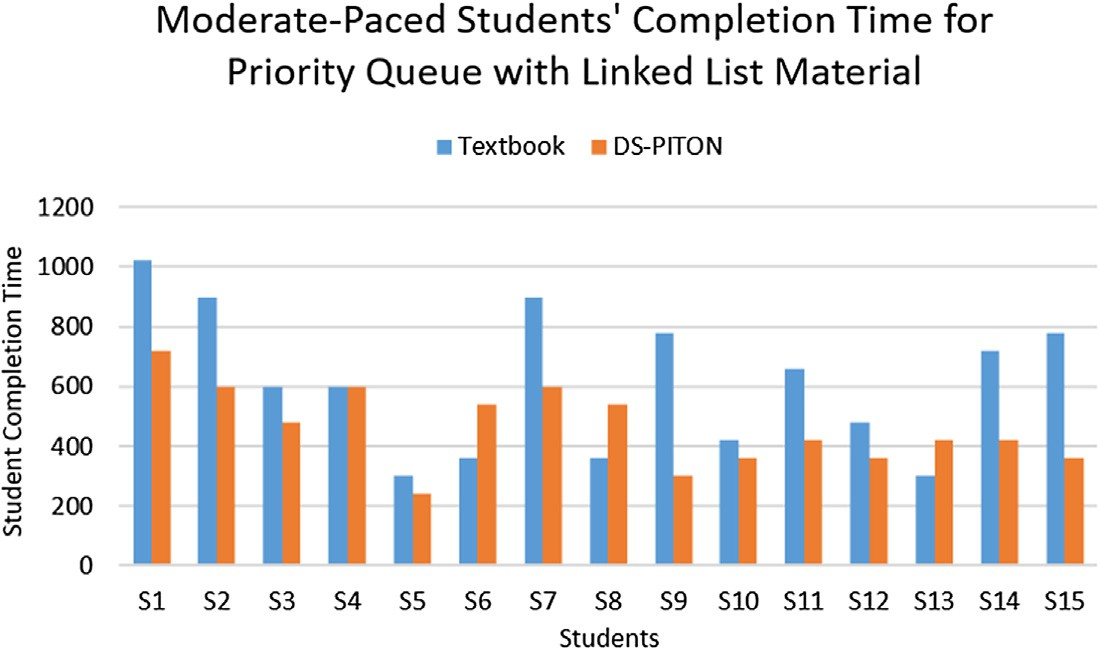 Moderate-Paced Students' Completion Time for
Priority Queue with Linked List Material
Textbook DS-PITON
Student Completion Time
1200
1000
800
600
400
200
0
S1 S2 S3 S4 S5 S6 S7 S8 S9 S10 S11 S12 S13 S14 S15
Students